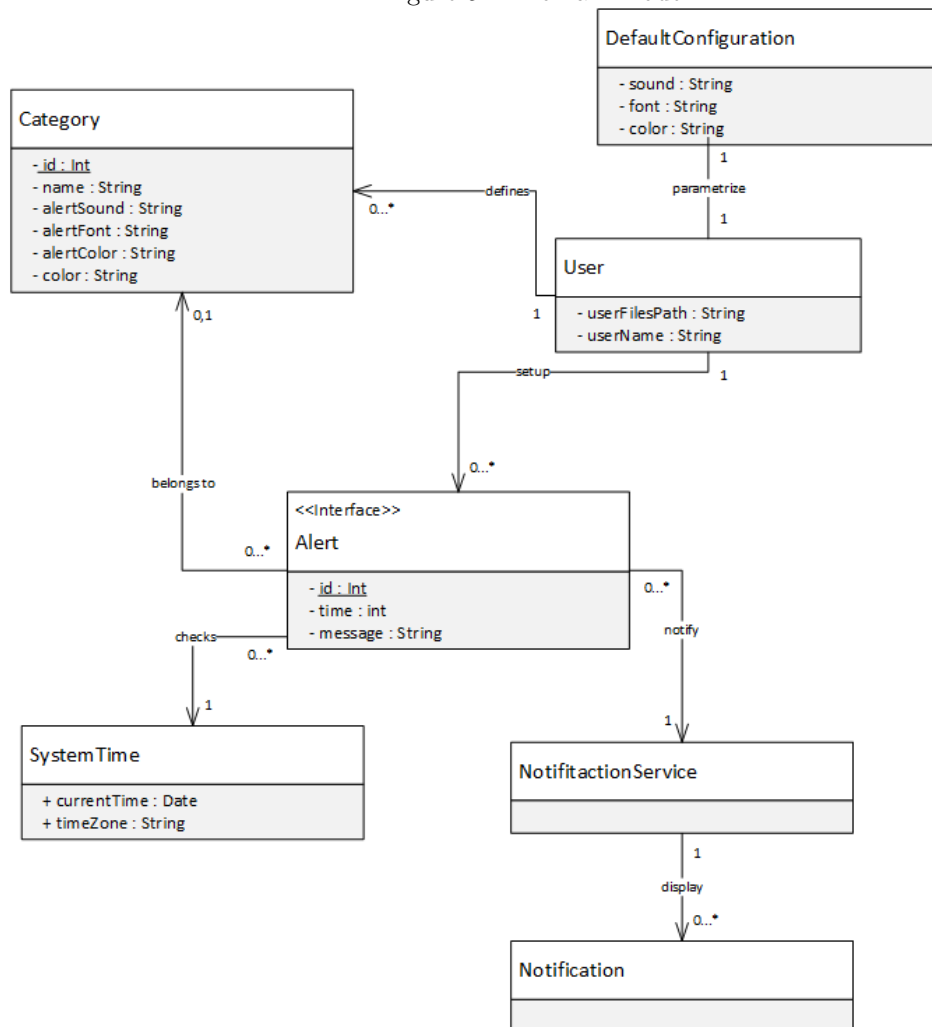 DefaultConfiguration
- sound : String
- font : String
- color : String
1
parametrize
1
Category
- id : Int
- name : String
- alertSound : String
- alertFont : String
- alertColor : String
- color : String
0...*
defines
1
User
- userFilesPath : String
- userName : String
1
setup
0...*
0,1
belongs to
0...*
<<Interface>>
Alert
- id : Int
- time : int
- message : String
0...*
notify
1
checks
0...*
1
SystemTime
+ currentTime : Date
+ timeZone : String
NotifitactionService
1
display
0...*
Notification